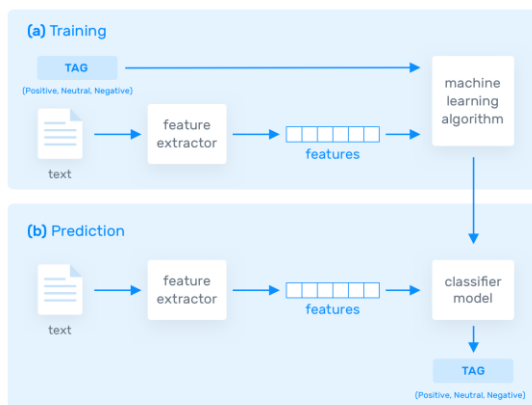 (a) Training
TAG
(Positive, Neutral, Negative)
machine
learning
algorithm
feature
extractor
features
text
(b) Prediction
feature
extractor
classifier
model
features
text
TAG
(Positive, Neutral, Negative)